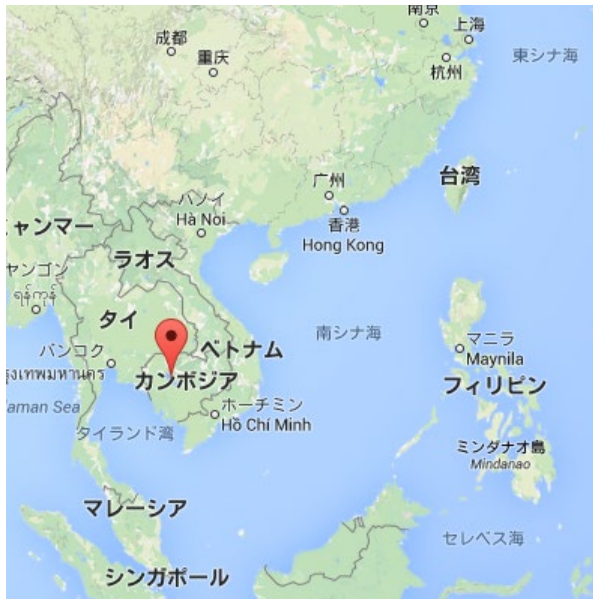 南京
上海
成都
重庆
杭州
東シナ海
广州
台湾
ハノイ
Hà Nội
香港
Hong Kong
ミャンマー
ラオス
ヤンゴン
ရန်ကုန်
タイ
南シナ海
マニラ
Maynila
バンコク
กรุงเทพมหานคร
ベトナム
カンボジア
フィリピン
aman Sea
ホーチミン
Hồ Chí Minh
タイランド湾
ミンダナオ島
Mindanao
マレーシア
セレベス海
シンガポール